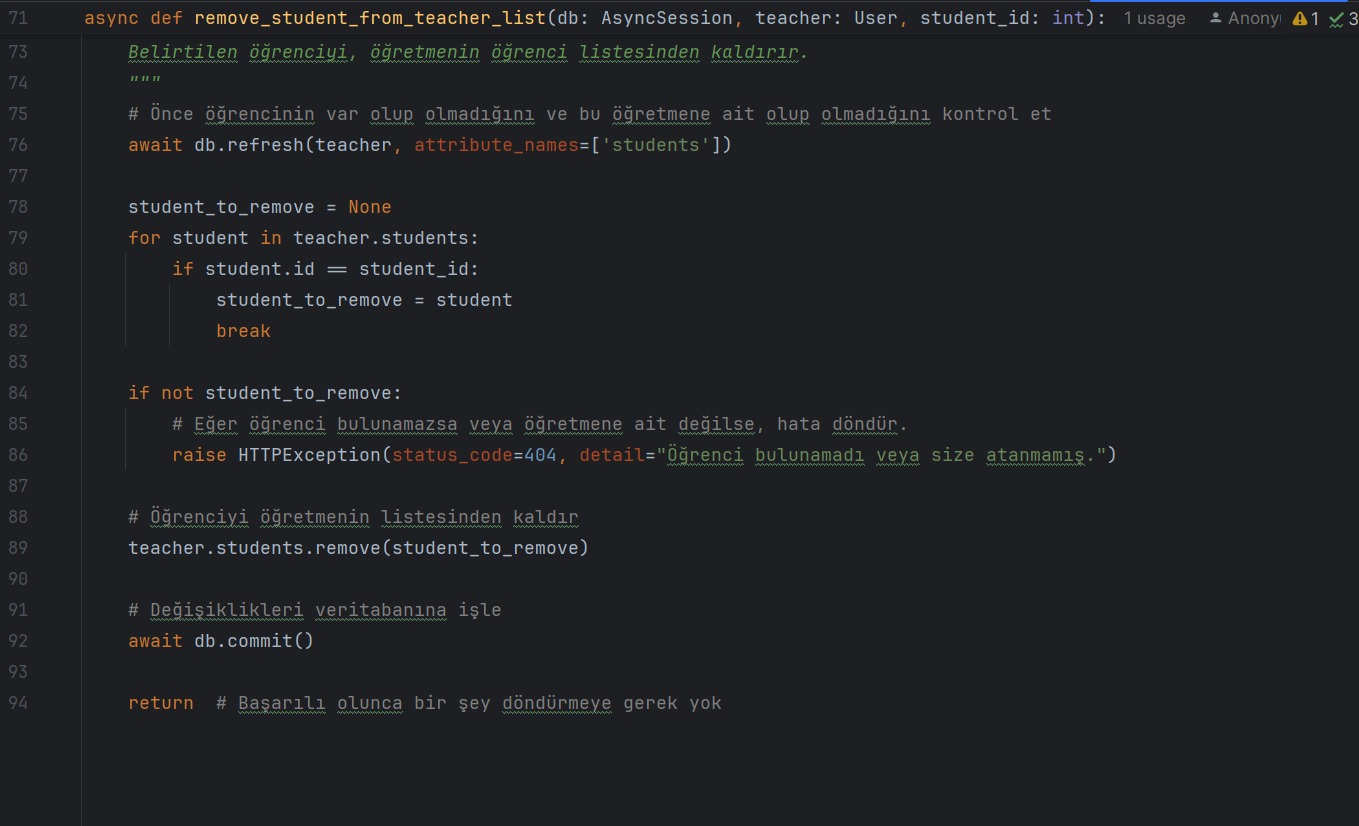 71 async def remove_student_from_teacher_list(db: AsyncSession, teacher: User, student_id: int): 1 usage Anony 1 3
73 Belirtilen öğrenciyi, öğretmenin öğrenci listesinden kaldırır.
74 """
75 # Önce öğrencinin var olup olmadığını ve bu öğretmene ait olup olmadığını kontrol et
76 await db.refresh(teacher, attribute_names=['students'])
77
78 student_to_remove = None
79 for student in teacher.students:
80 if student.id == student_id:
81 student_to_remove = student
82 break
83
84 if not student_to_remove:
85 # Eğer öğrenci bulunamazsa veya öğretmene ait değilse, hata döndür.
86 raise HTTPException(status_code=404, detail="Öğrenci bulunamadı veya size atanmamış.")
87
88 # Öğrenciyi öğretmenin listesinden kaldır
89 teacher.students.remove(student_to_remove)
90
91 # Değişiklikleri veritabanına işle
92 await db.commit()
93
94 return # Başarılı olunca bir şey döndürmeye gerek yok